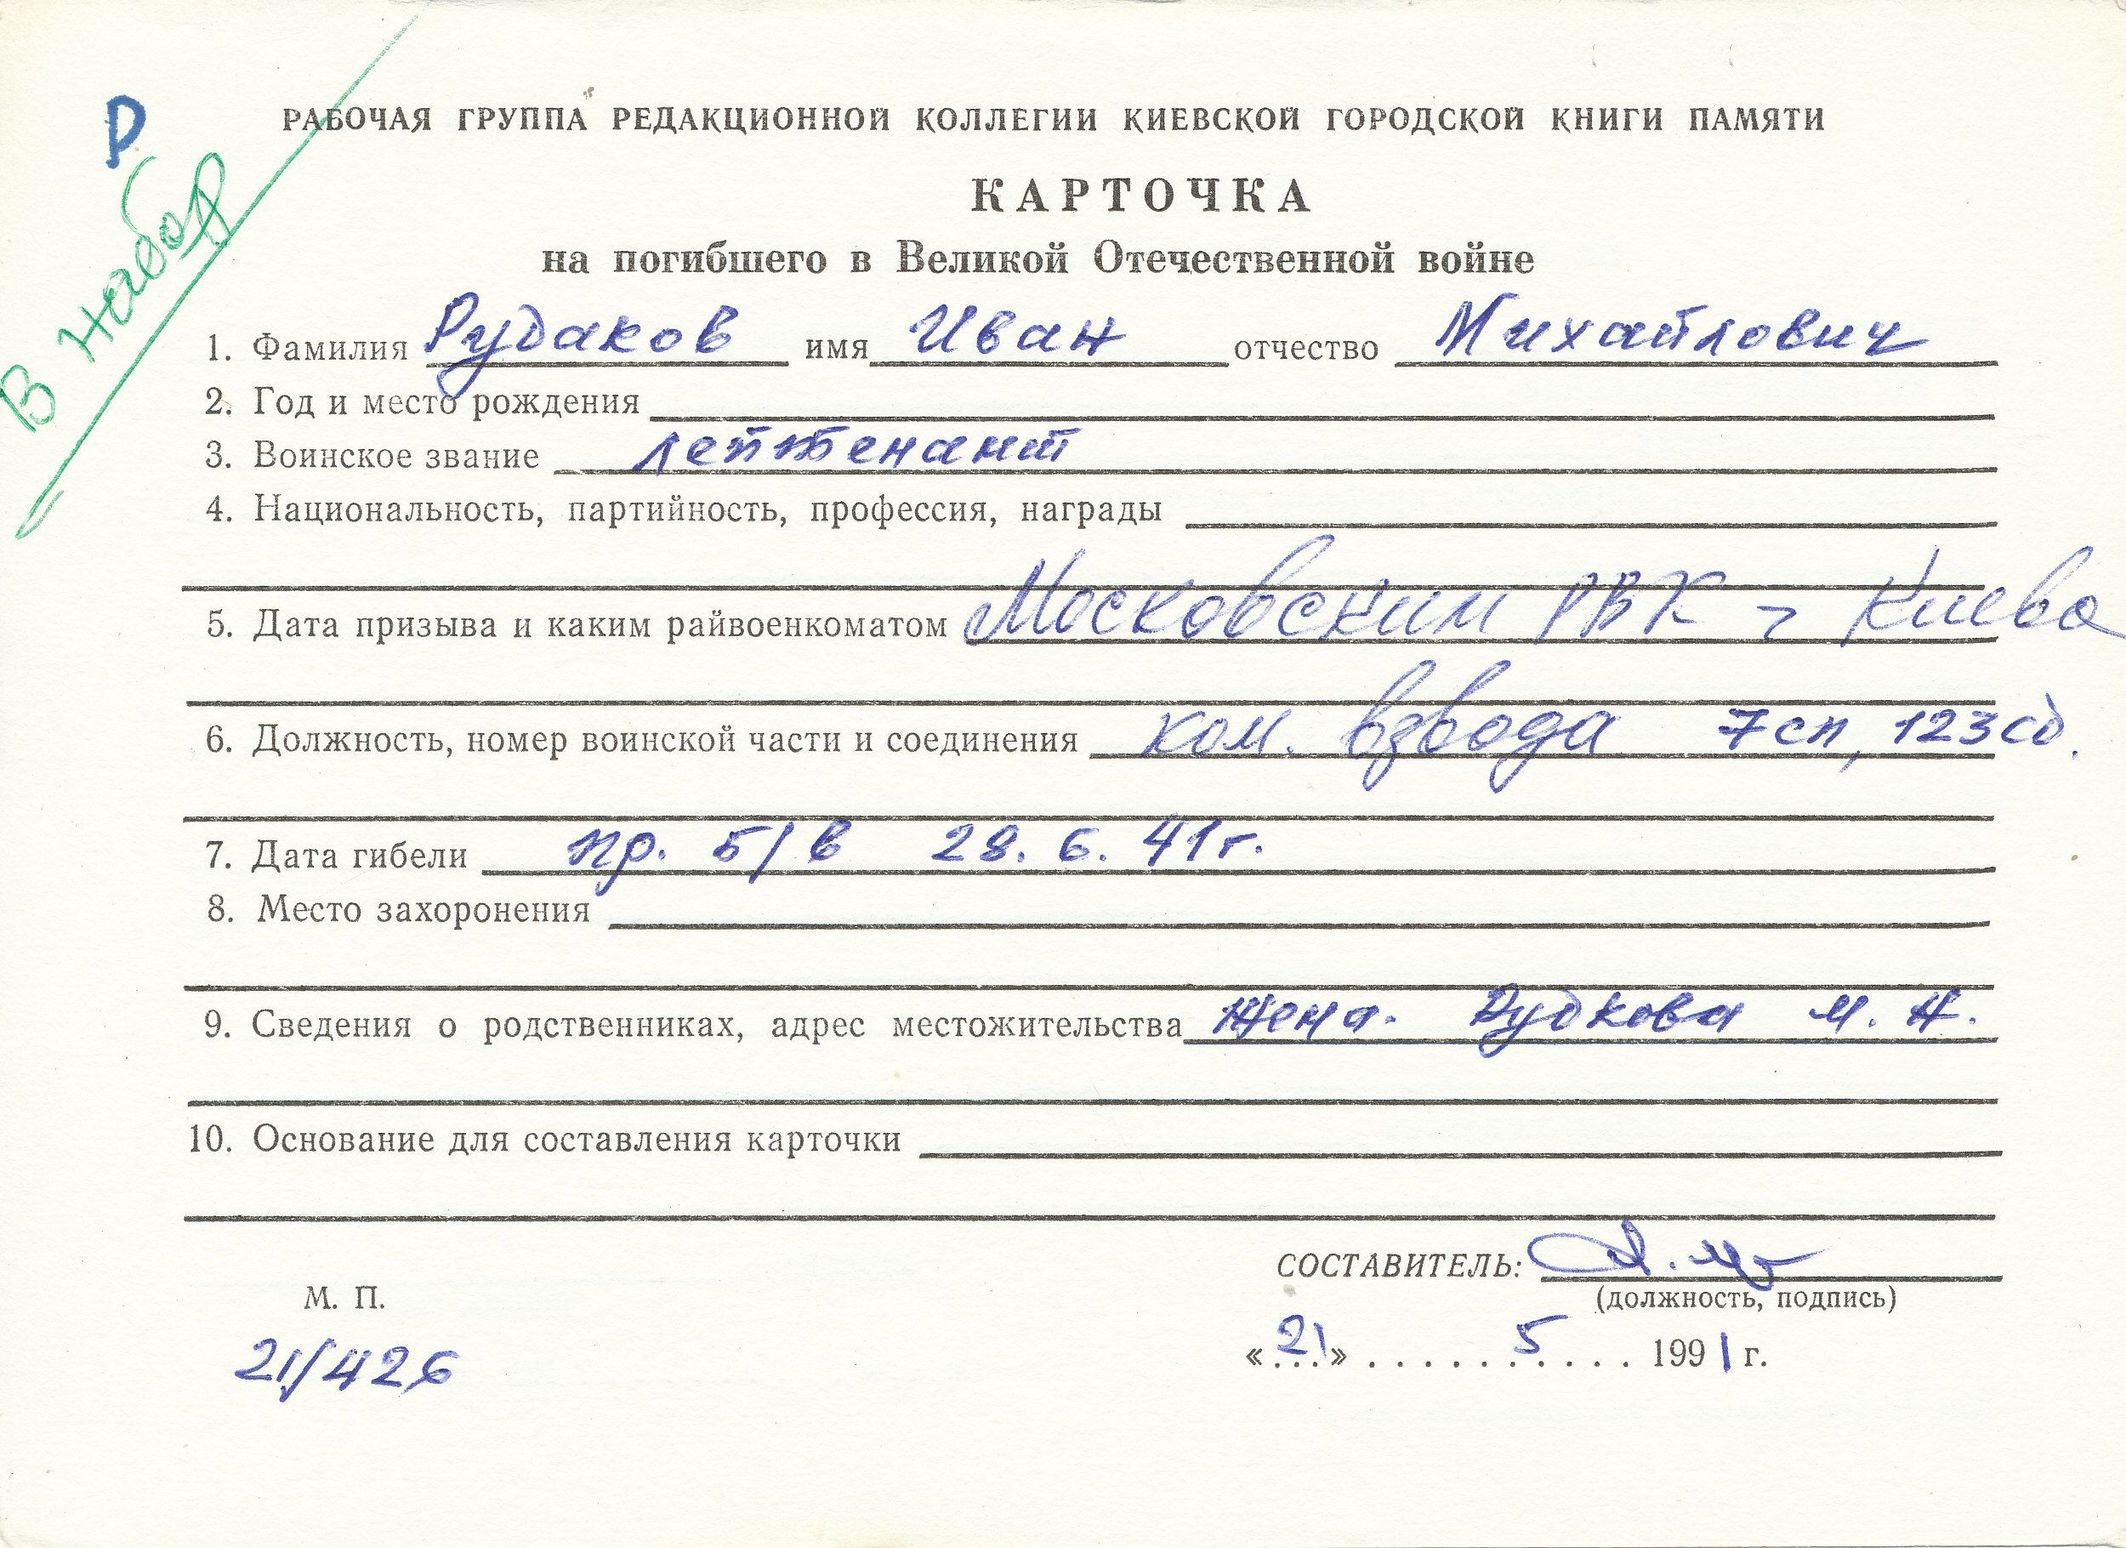 Р
В набор
РАБОЧАЯ ГРУППА РЕДАКЦИОННОЙ КОЛЛЕГИИ КИЕВСКОЙ ГОРОДСКОЙ КНИГИ ПАМЯТИ
КАРТОЧКА
на погибшего в Великой Отечественной войне
1. Фамилия Рудаков имя Иван отчество Михайлович
2. Год и место рождения
3. Воинское звание лейтенант
4. Национальность, партийность, профессия, награды
5. Дата призыва и каким райвоенкоматом Московским РВК г Киева
6. Должность, номер воинской части и соединения ком. взвода 7сп, 123сд.
7. Дата гибели пр. б/в 28. 6. 41г.
8. Место захоронения
9. Сведения о родственниках, адрес местожительства Жена. Рудкова М. Н.
10. Основание для составления карточки
СОСТАВИТЕЛЬ:
(должность, подпись)
М. П.
21/426
«21» 5 1991 г.